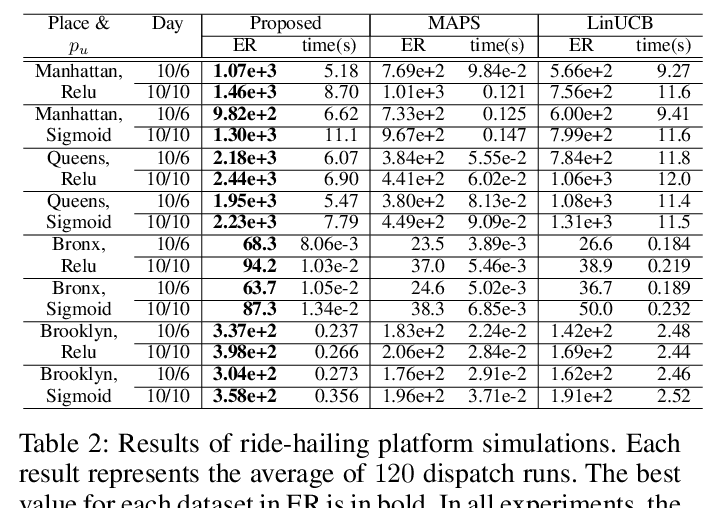 Place & Day Proposed MAPS LinUCB
p_u ER time(s) ER time(s) ER time(s)
Manhattan, 10/6 1.07e+3 5.18 7.69e+2 9.84e-2 5.66e+2 9.27
Relu 10/10 1.46e+3 8.70 1.01e+3 0.121 7.56e+2 11.6
Manhattan, 10/6 9.82e+2 6.62 7.33e+2 0.125 6.00e+2 9.41
Sigmoid 10/10 1.30e+3 11.1 9.67e+2 0.147 7.99e+2 11.6
Queens, 10/6 2.18e+3 6.07 3.84e+2 5.55e-2 7.84e+2 11.8
Relu 10/10 2.44e+3 6.90 4.41e+2 6.02e-2 1.06e+3 12.0
Queens, 10/6 1.95e+3 5.47 3.80e+2 8.13e-2 1.08e+3 11.4
Sigmoid 10/10 2.23e+3 7.79 4.49e+2 9.09e-2 1.31e+3 11.5
Bronx, 10/6 68.3 8.06e-3 23.5 3.89e-3 26.6 0.184
Relu 10/10 94.2 1.03e-2 37.0 5.46e-3 38.9 0.219
Bronx, 10/6 63.7 1.05e-2 24.6 5.02e-3 36.7 0.189
Sigmoid 10/10 87.3 1.34e-2 38.3 6.85e-3 50.0 0.232
Brooklyn, 10/6 3.37e+2 0.237 1.83e+2 2.24e-2 1.42e+2 2.48
Relu 10/10 3.98e+2 0.266 2.06e+2 2.84e-2 1.69e+2 2.44
Brooklyn, 10/6 3.04e+2 0.273 1.76e+2 2.91e-2 1.62e+2 2.46
Sigmoid 10/10 3.58e+2 0.356 1.96e+2 3.71e-2 1.91e+2 2.52
Table 2: Results of ride-hailing platform simulations. Each
result represents the average of 120 dispatch runs. The best
value for each dataset in ER is in bold. In all experiments, the